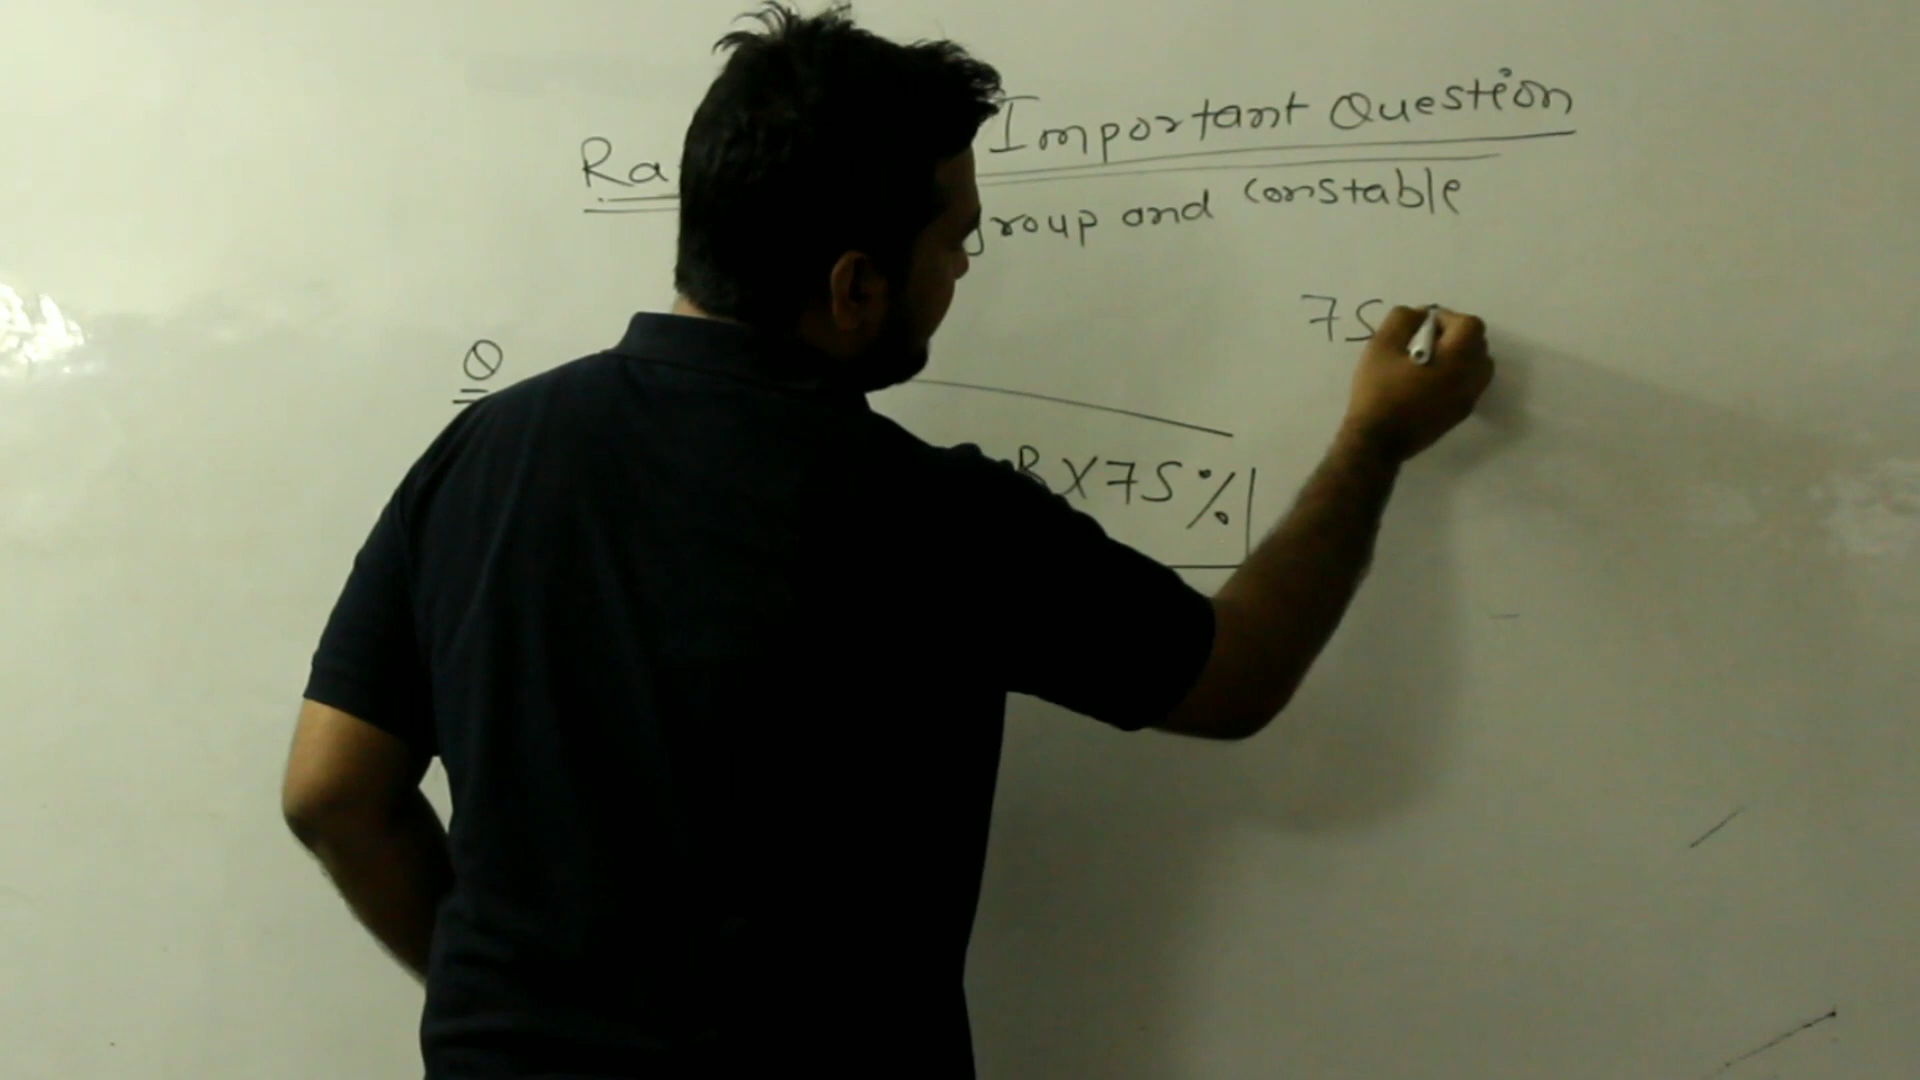 Ra Important Question
group and constable
75
Q
B X 75%